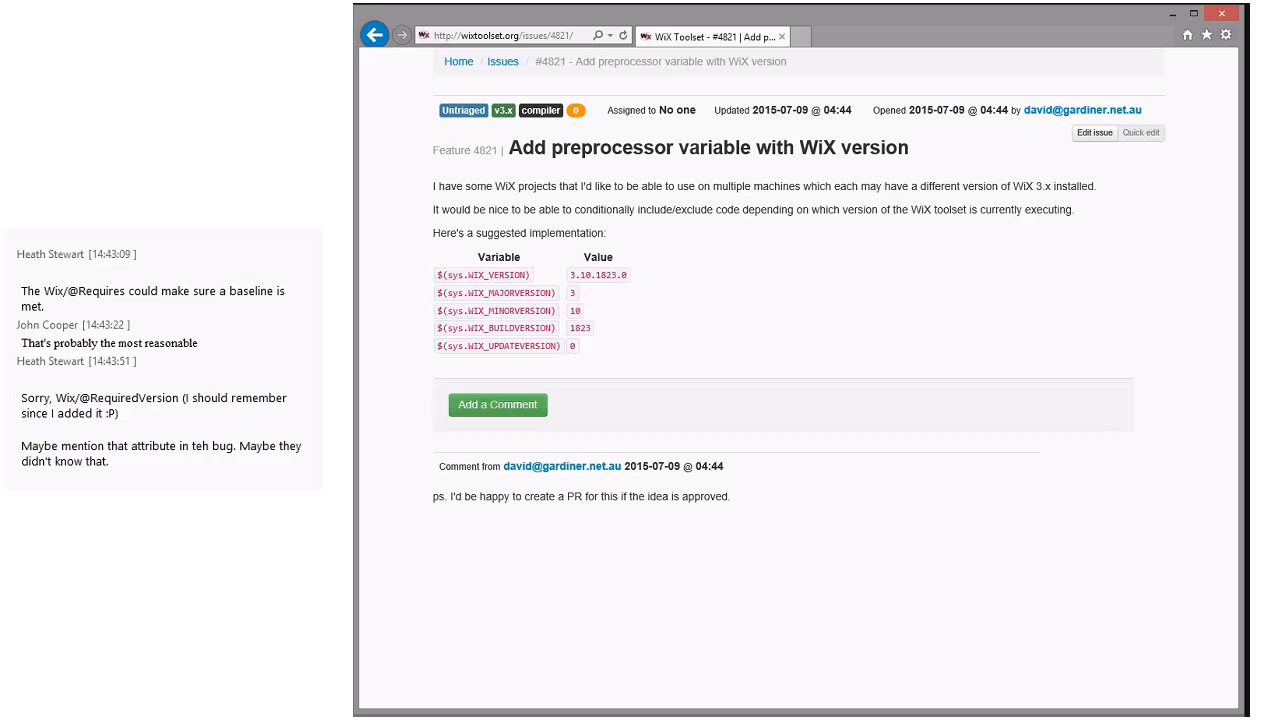 Heath Stewart [14:43:09 ]
The Wix/@Requires could make sure a baseline is
met.
John Cooper [14:43:22 ]
That's probably the most reasonable
Heath Stewart [14:43:51 ]
Sorry, Wix/@RequiredVersion (I should remember
since I added it :P)
Maybe mention that attribute in teh bug. Maybe they
didn't know that.
http://wixtoolset.org/issues/4821/
WiX Toolset - #4821 | Add p...
Home / Issues / #4821 - Add preprocessor variable with WiX version
Untriaged v3.x compiler 0 Assigned to No one Updated 2015-07-09 @ 04:44 Opened 2015-07-09 @ 04:44 by david@gardiner.net.au
Edit issue Quick edit
Feature 4821 | Add preprocessor variable with WiX version
I have some WiX projects that I'd like to be able to use on multiple machines which each may have a different version of WiX 3.x installed.
It would be nice to be able to conditionally include/exclude code depending on which version of the WiX toolset is currently executing.
Here's a suggested implementation:
Variable Value
$(sys.WIX_VERSION) 3.10.1823.0
$(sys.WIX_MAJORVERSION) 3
$(sys.WIX_MINORVERSION) 10
$(sys.WIX_BUILDVERSION) 1823
$(sys.WIX_UPDATEVERSION) 0
Add a Comment
Comment from david@gardiner.net.au 2015-07-09 @ 04:44
ps. I'd be happy to create a PR for this if the idea is approved.